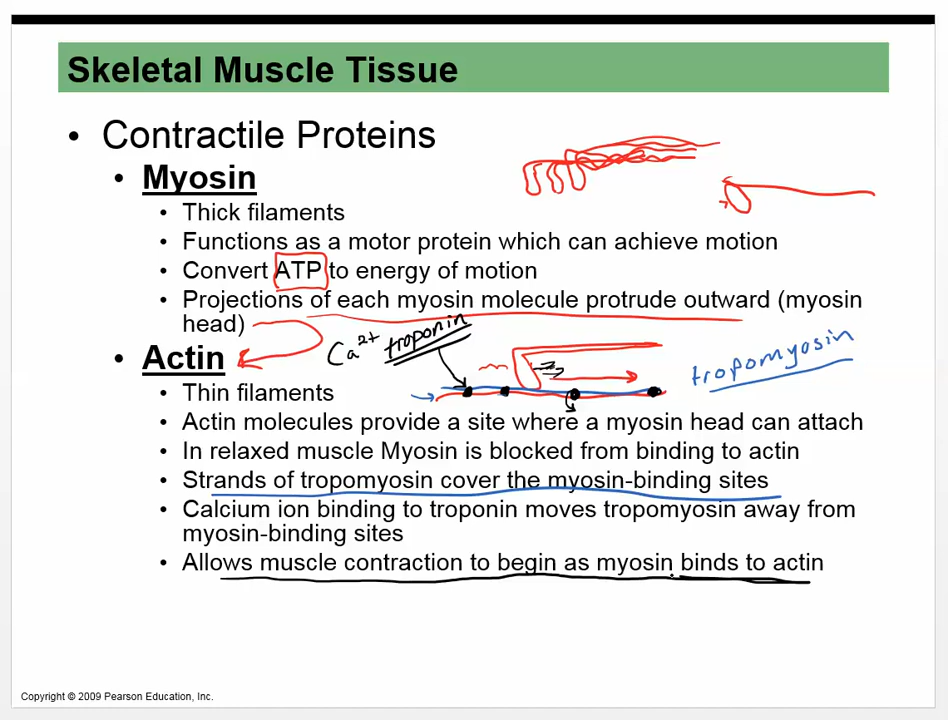 Skeletal Muscle Tissue
• Contractile Proteins
• Myosin
• Thick filaments
• Functions as a motor protein which can achieve motion
• Convert ATP to energy of motion
• Projections of each myosin molecule protrude outward (myosin
head)
Ca2+ troponin
tropomyosin
• Actin
• Thin filaments
• Actin molecules provide a site where a myosin head can attach
• In relaxed muscle Myosin is blocked from binding to actin
• Strands of tropomyosin cover the myosin-binding sites
• Calcium ion binding to troponin moves tropomyosin away from
myosin-binding sites
• Allows muscle contraction to begin as myosin binds to actin
Copyright © 2009 Pearson Education, Inc.